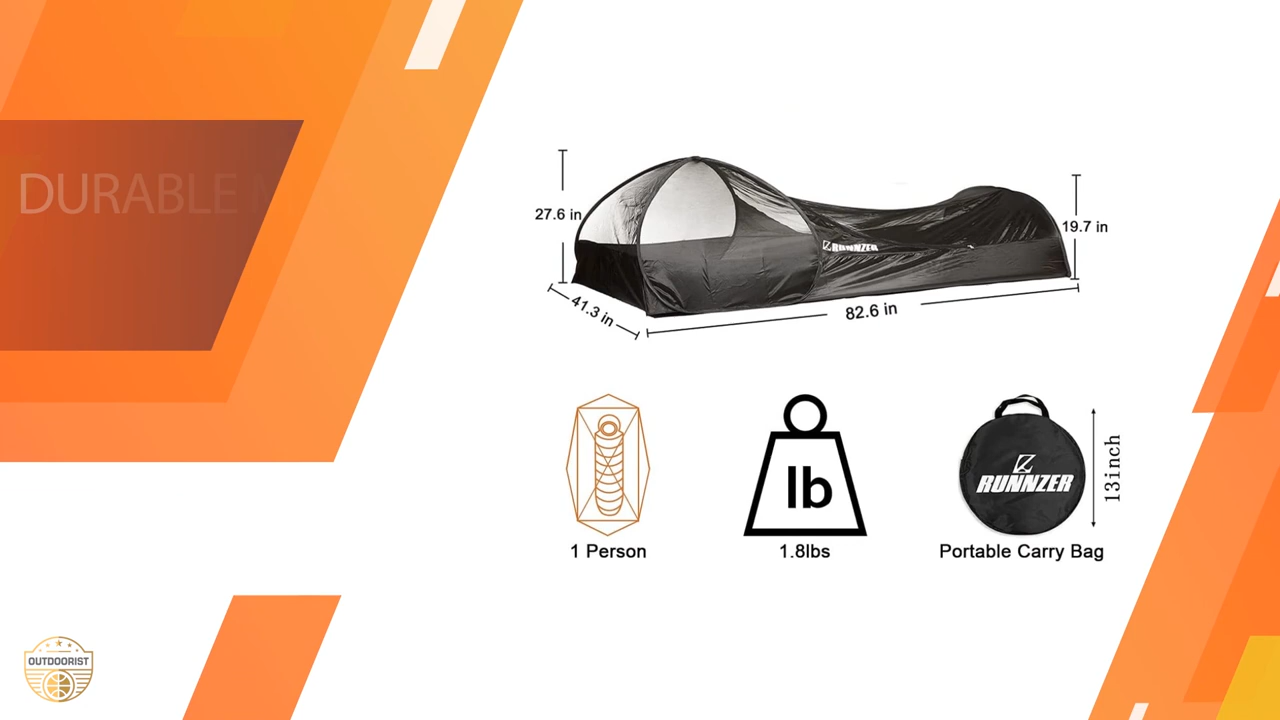 DURABLE
27.6 in
19.7 in
RUNNZER
41.3 in
82.6 in
lb
RUNNZER
13inch
1 Person
1.8lbs
Portable Carry Bag
OUTDOORIST